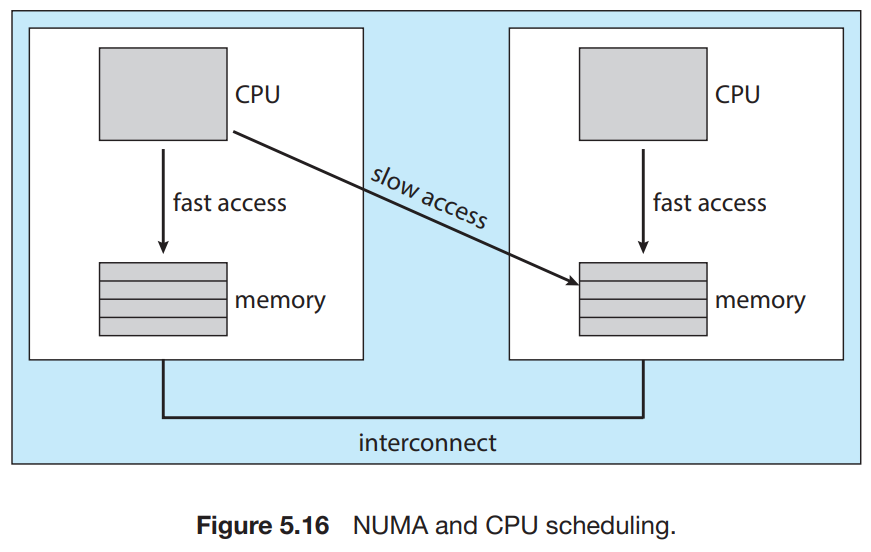 CPU
CPU
slow access
fast access
fast access
memory
memory
interconnect
Figure 5.16 NUMA and CPU scheduling.